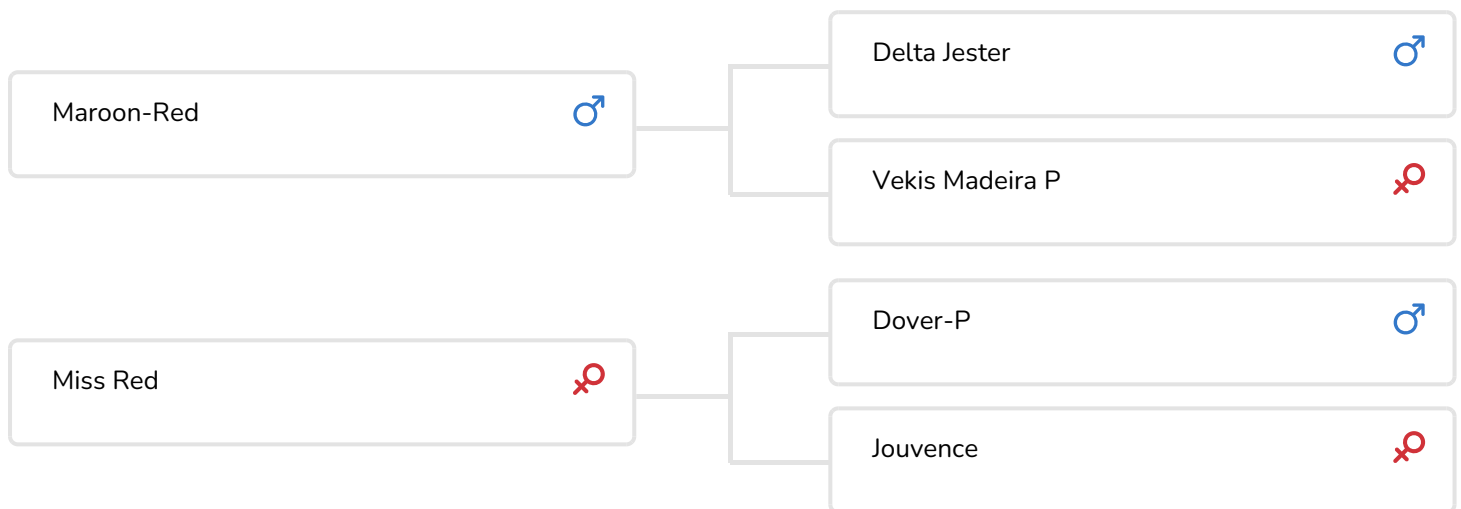 Delta Jester
Maroon-Red
Vekis Madeira P
Dover-P
Miss Red
Jouvence